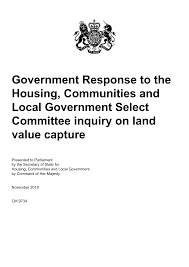 Government Response to the
Housing, Communities and
Local Government Select
Committee inquiry on land
value capture
Presented to Parliament
by the Secretary of State for
Housing, Communities and Local Government
by Command of Her Majesty
November 2018
CM 9734